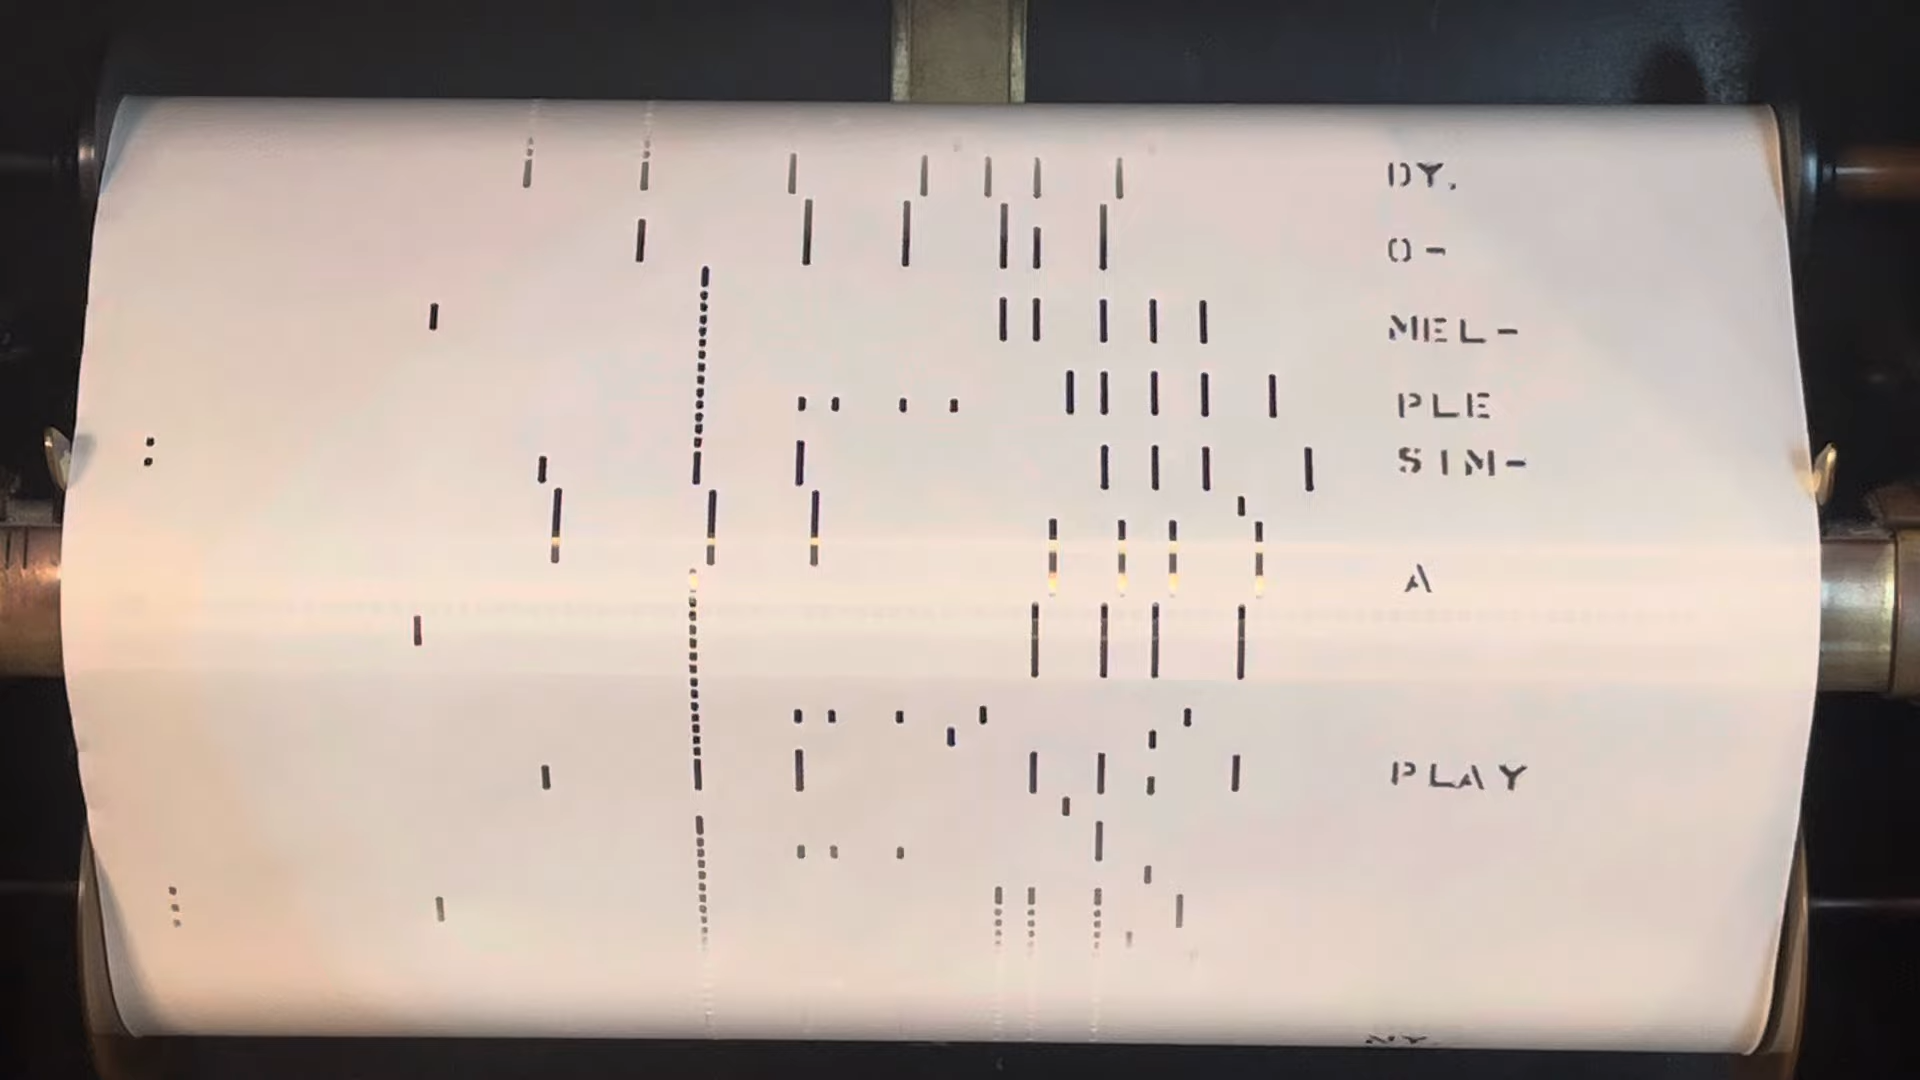 PLAY
A
SIM-
PLE
MEL-
O-
DY.